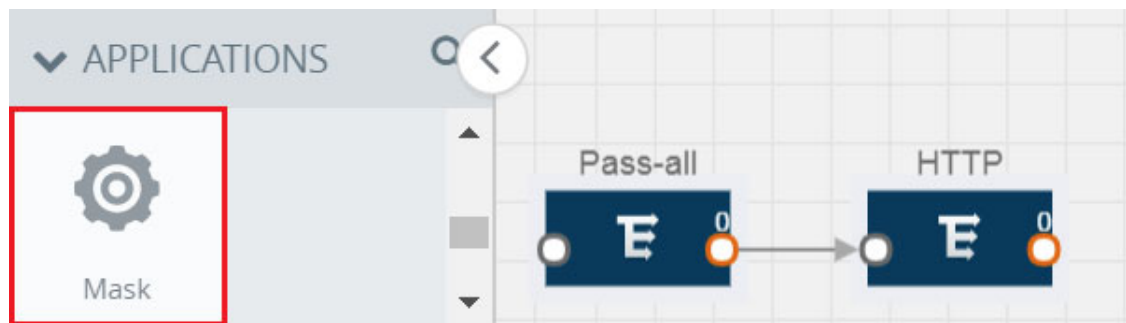 APPLICATIONS
Mask
Pass-all
HTTP
0
0